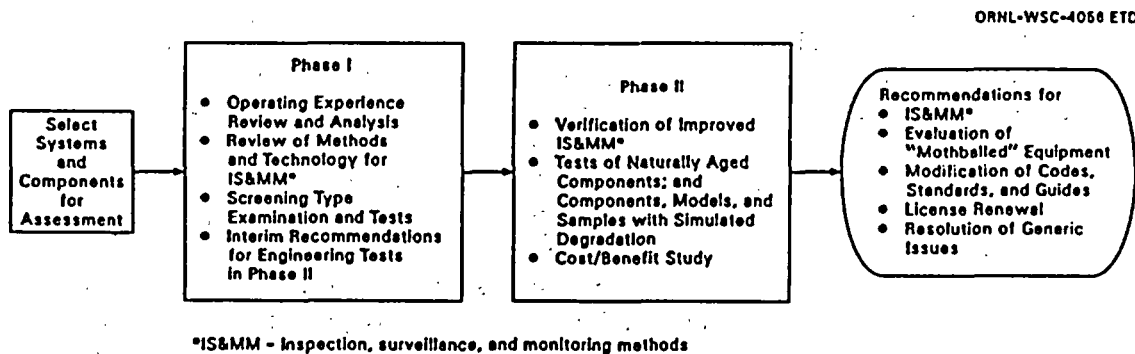 ORNL-WSC-4056 ETD
Select
Systems
and
Components
for
Assessment
Phase I
● Operating Experience
Review and Analysis
● Review of Methods
and Technology for
IS&MM*
● Screening Type
Examination and Tests
● Interim Recommendations
for Engineering Tests
in Phase II
Phase II
● Verification of Improved
IS&MM*
● Tests of Naturally Aged
Components; and
Components, Models, and
Samples with Simulated
Degradation
● Cost/Benefit Study
Recommendations for
● IS&MM*
● Evaluation of
"Mothballed" Equipment
● Modification of Codes,
Standards, and Guides
● License Renewal
● Resolution of Generic
Issues
*IS&MM - Inspection, surveillance, and monitoring methods